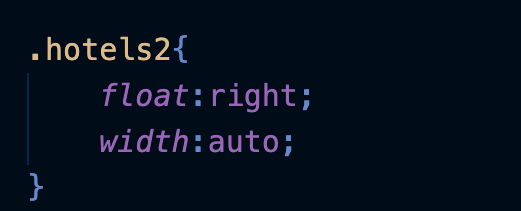 .hotels2{
    float:right;
    width:auto;
}